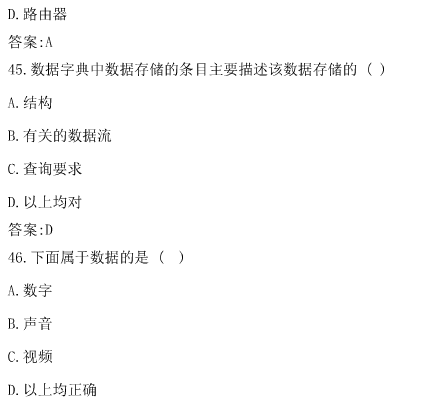 D.路由器
答案:A
45.数据字典中数据存储的条目主要描述该数据存储的 ( )
A.结构
B.有关的数据流
C.查询要求
D.以上均对
答案:D
46.下面属于数据的是 (  )
A.数字
B.声音
C.视频
D.以上均正确